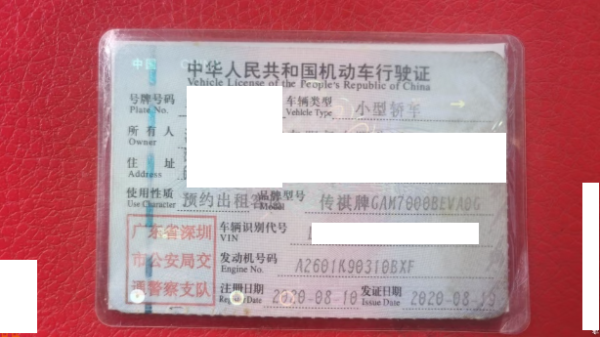 中华人民共和国机动车行驶证
Vehicle License of the People's Republic of China
号牌号码 Plate No. 车辆类型 Vehicle Type 小型轿车
所有人 Owner
住址 Address
使用性质 Use Character 预约出租 品牌型号 传祺牌GAM7000BEVA0G
广东省深圳市公安局交通警察支队
车辆识别代号 VIN
发动机号码 Engine No. A2601K90310BXF
注册日期 Register Date 2020-08-10 发证日期 Issue Date 2020-08-19